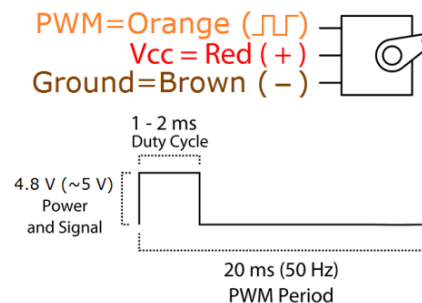 PWM=Orange (⎍⎍)
Vcc = Red ( + )
Ground=Brown ( − )
1 - 2 ms
Duty Cycle
4.8 V (~5 V)
Power
and Signal
20 ms (50 Hz)
PWM Period